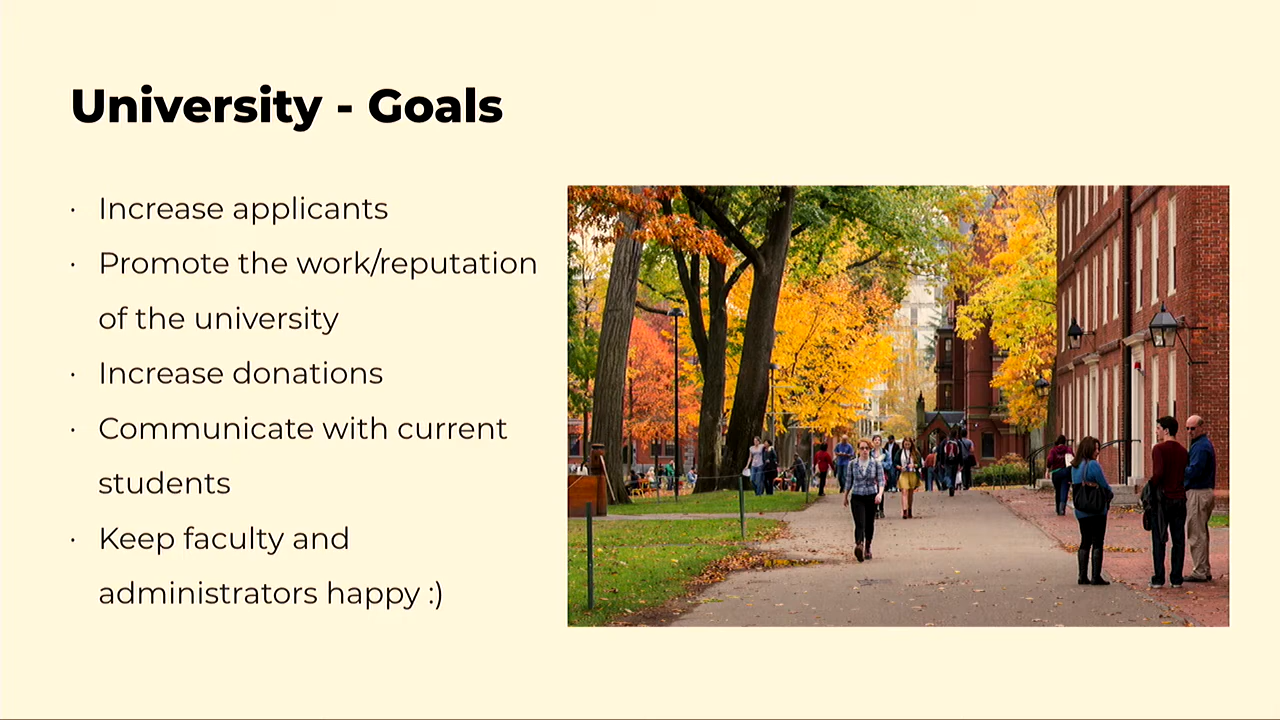 University - Goals
· Increase applicants
· Promote the work/reputation
of the university
· Increase donations
· Communicate with current
students
· Keep faculty and
administrators happy :)